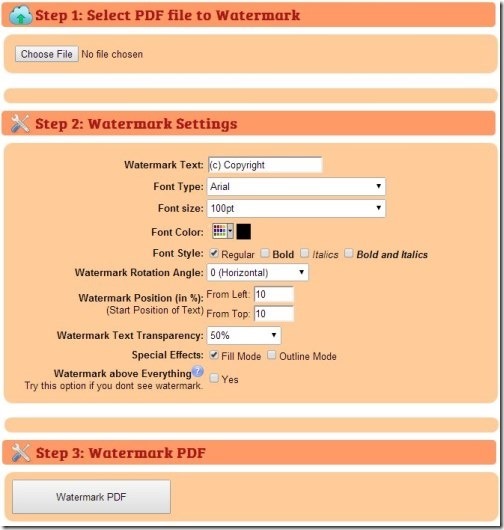 Step 1: Select PDF file to Watermark
Choose File No file chosen
Step 2: Watermark Settings
Watermark Text: (c) Copyright
Font Type: Arial
Font size: 100pt
Font Color:
Font Style: Regular Bold Italics Bold and Italics
Watermark Rotation Angle: 0 (Horizontal)
Watermark Position (in %): From Left: 10
(Start Position of Text) From Top: 10
Watermark Text Transparency: 50%
Special Effects: Fill Mode Outline Mode
Watermark above Everything ? Yes
Try this option if you dont see watermark.
Step 3: Watermark PDF
Watermark PDF